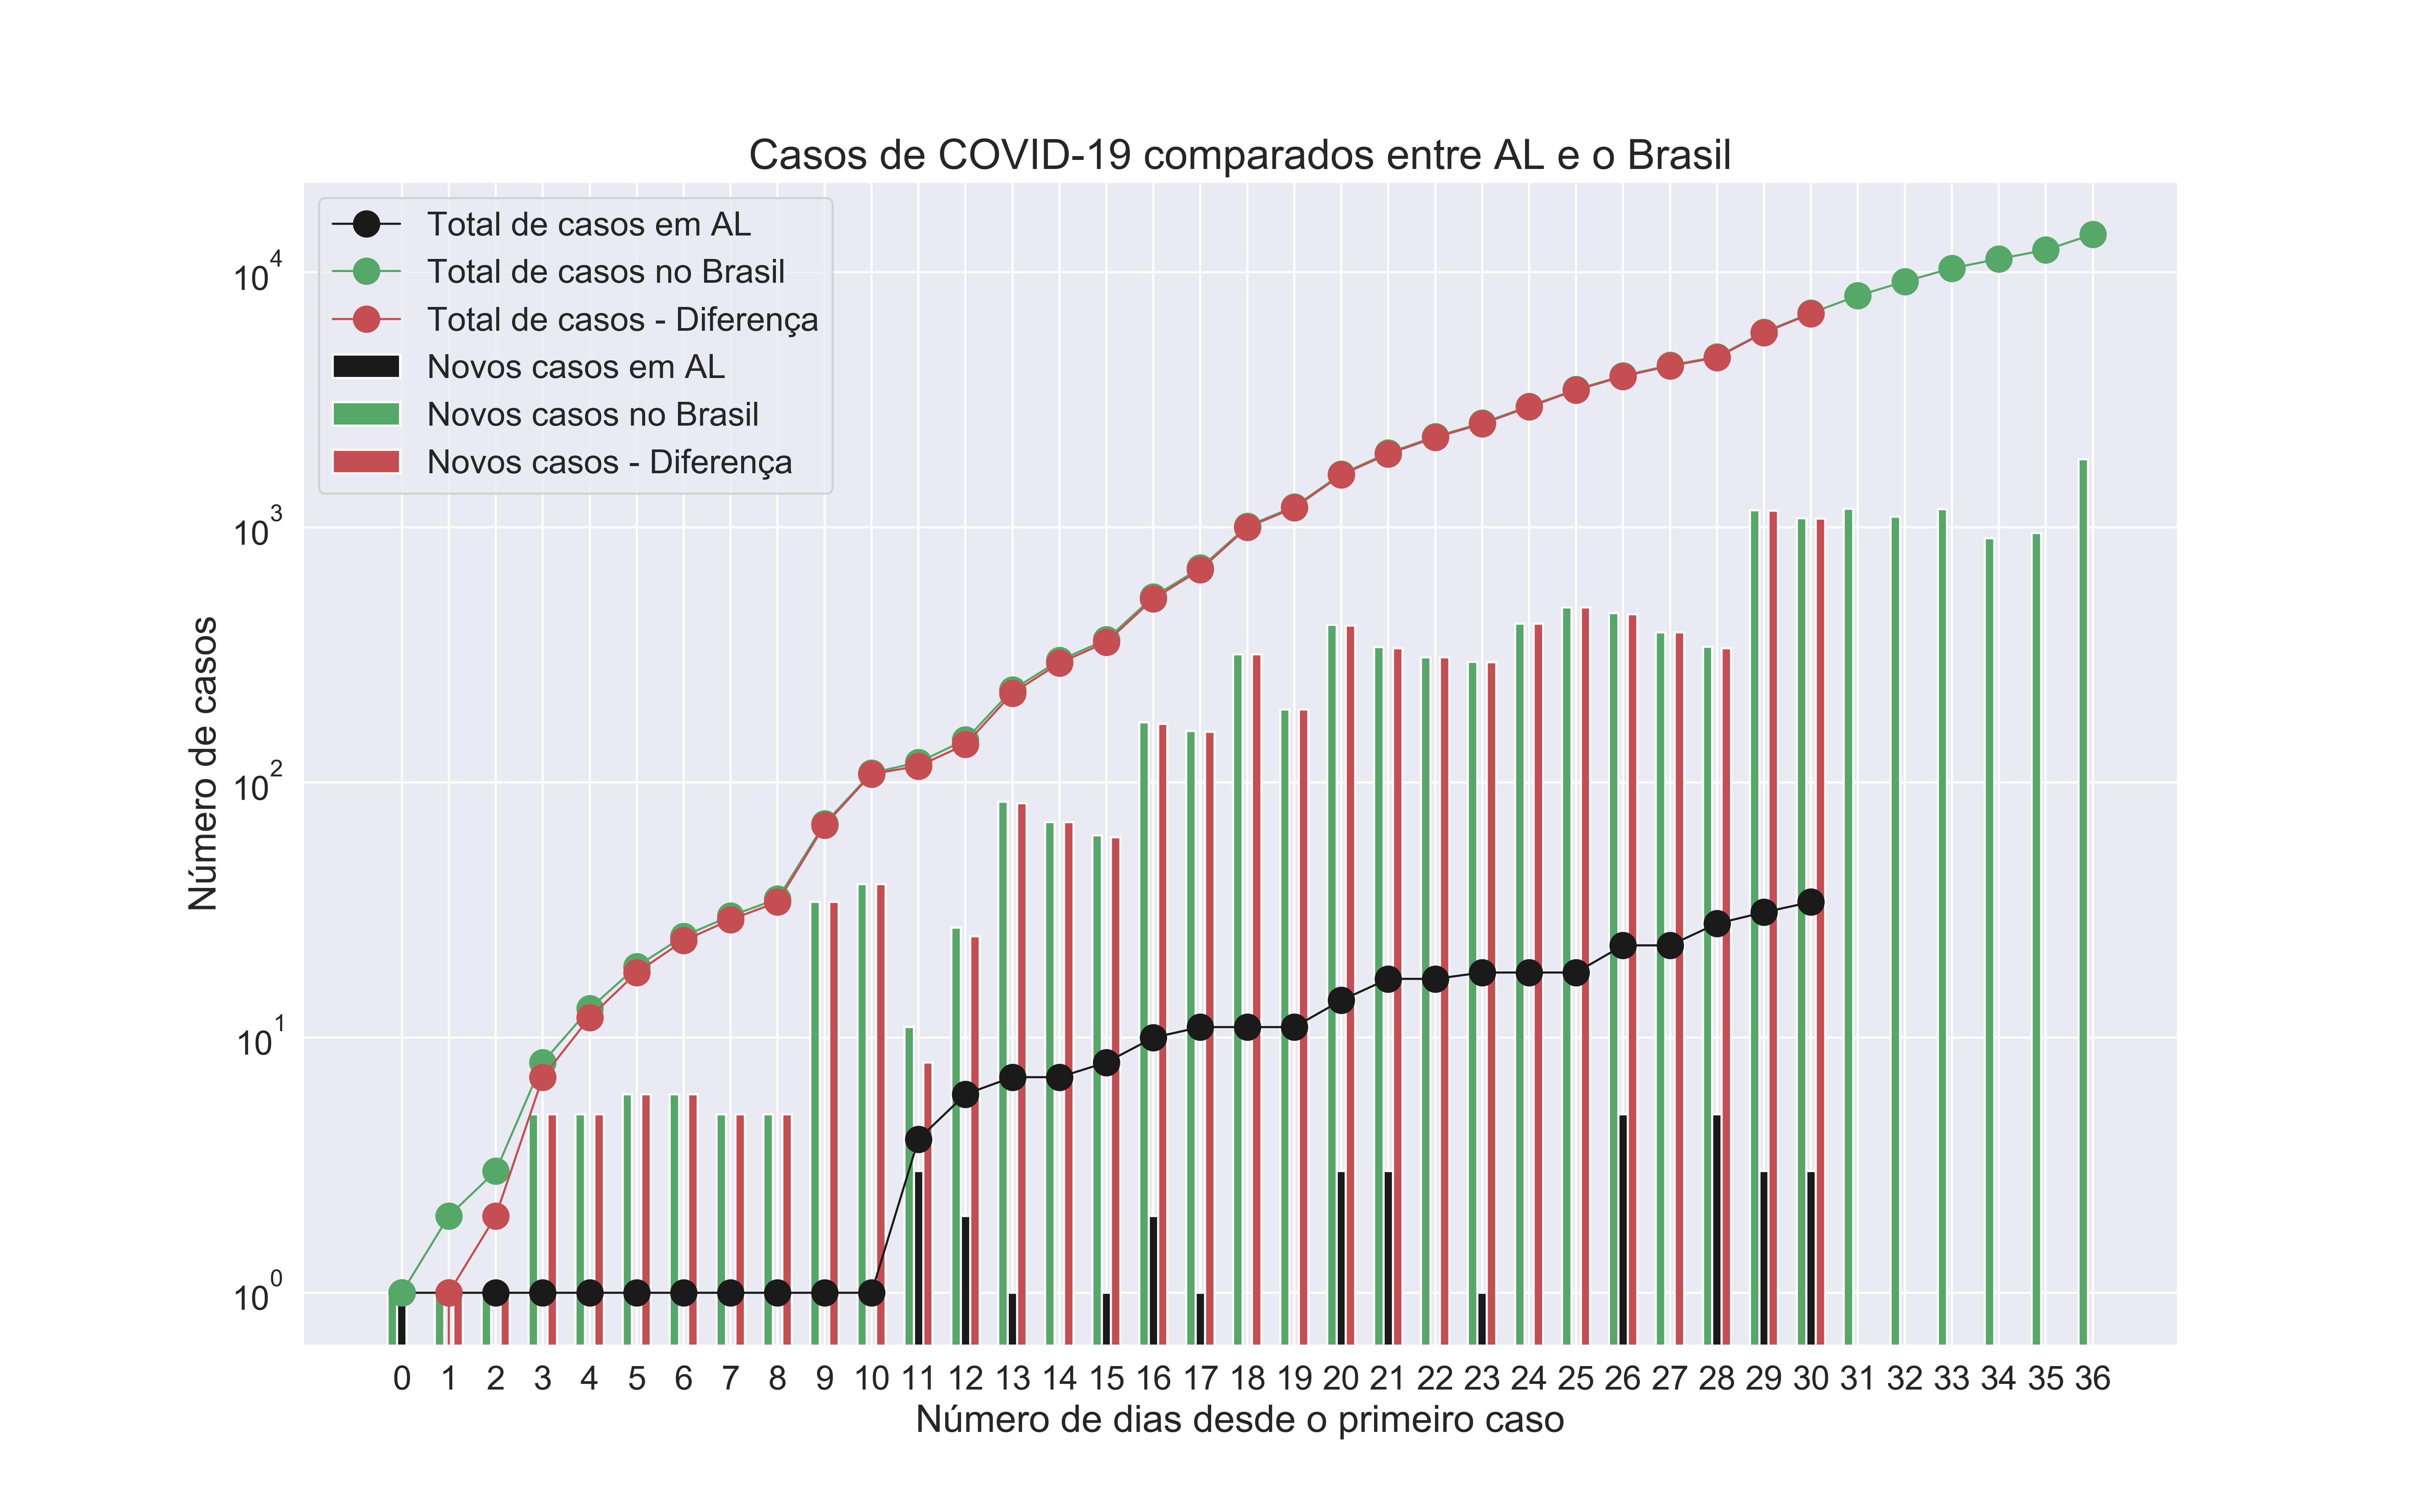 Casos de COVID-19 comparados entre AL e o Brasil
Total de casos em AL
Total de casos no Brasil
Total de casos - Diferença
Novos casos em AL
Novos casos no Brasil
Novos casos - Diferença
Número de casos
10^4
10^3
10^2
10^1
10^0
0 1 2 3 4 5 6 7 8 9 10 11 12 13 14 15 16 17 18 19 20 21 22 23 24 25 26 27 28 29 30 31 32 33 34 35 36
Número de dias desde o primeiro caso